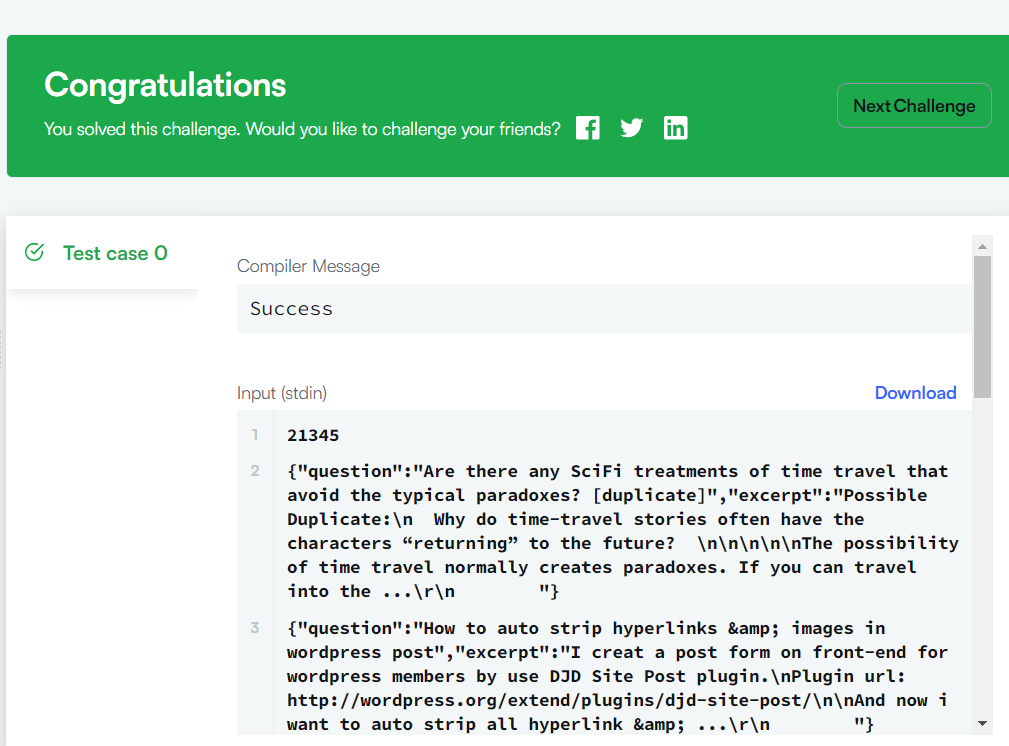 Congratulations
You solved this challenge. Would you like to challenge your friends?
Next Challenge
Test case 0
Compiler Message
Success
Input (stdin)
Download
1
21345
2
{"question":"Are there any SciFi treatments of time travel that
avoid the typical paradoxes? [duplicate]","excerpt":"Possible
Duplicate:\n  Why do time-travel stories often have the
characters “returning” to the future?  \n\n\n\n\nThe possibility
of time travel normally creates paradoxes. If you can travel
into the ...\r\n        "}
3
{"question":"How to auto strip hyperlinks &amp; images in
wordpress post","excerpt":"I creat a post form on front-end for
wordpress members by use DJD Site Post plugin.\nPlugin url:
http://wordpress.org/extend/plugins/djd-site-post/\n\nAnd now i
want to auto strip all hyperlink &amp; ...\r\n        "}